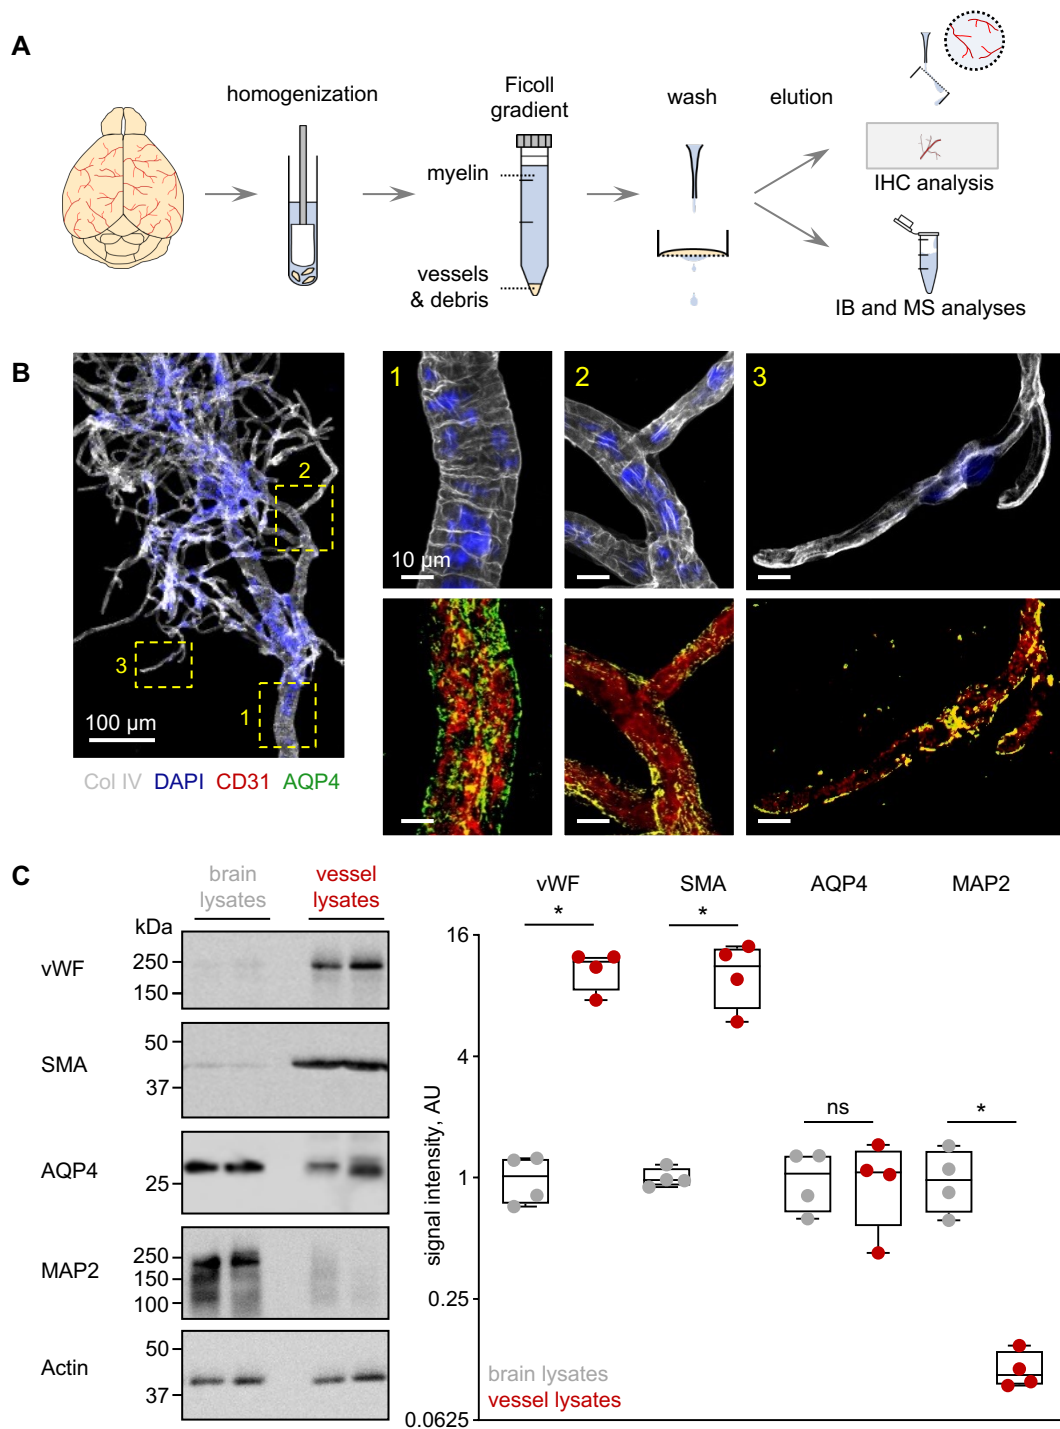 A
homogenization
Ficoll
gradient
myelin
vessels
& debris
wash
elution
IHC analysis
IB and MS analyses
B
2
3
1
100 µm
Col IV DAPI CD31 AQP4
1
10 µm
2
3
C
brain
lysates
vessel
lysates
kDa
vWF
250
150
SMA
50
37
AQP4
25
MAP2
250
150
100
Actin
50
37
vWF
SMA
AQP4
MAP2
*
*
ns
*
signal intensity, AU
16
4
1
0.25
0.0625
brain lysates
vessel lysates